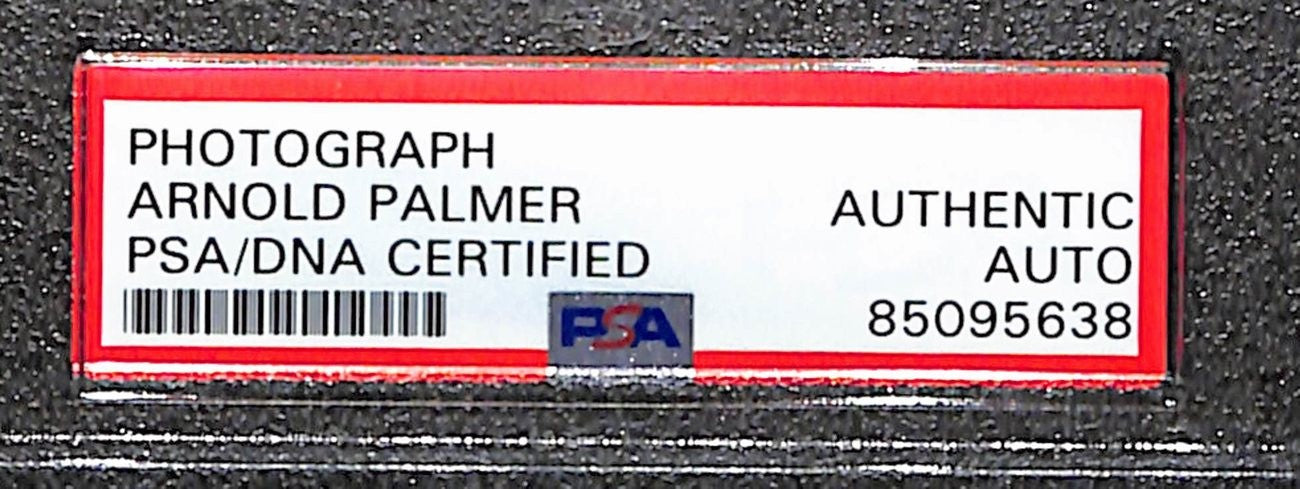 PHOTOGRAPH
ARNOLD PALMER
PSA/DNA CERTIFIED
AUTHENTIC
AUTO
85095638
PSA